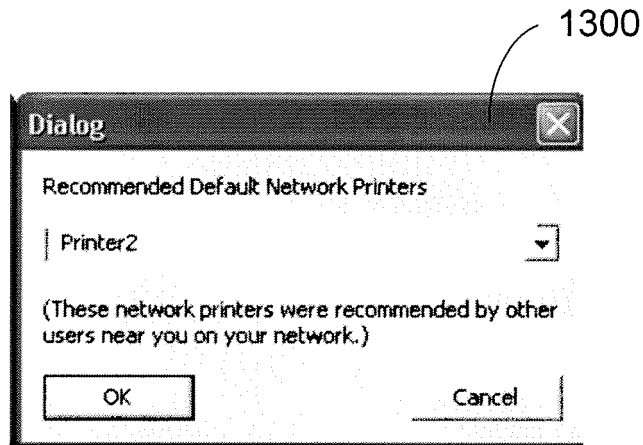 1300
Dialog
Recommended Default Network Printers
Printer2
(These network printers were recommended by other
users near you on your network.)
OK
Cancel